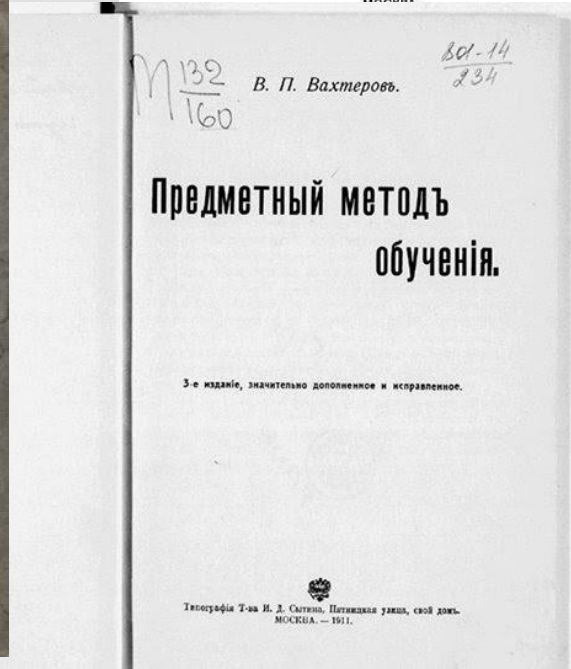 М 132
160
801-14
234
В. П. Вахтеровъ.
Предметный методъ
обученія.
3-е изданіе, значительно дополненное и исправленное.
Типографія Т-ва И. Д. Сытина, Пятницкая улица, свой домъ.
МОСКВА. — 1911.